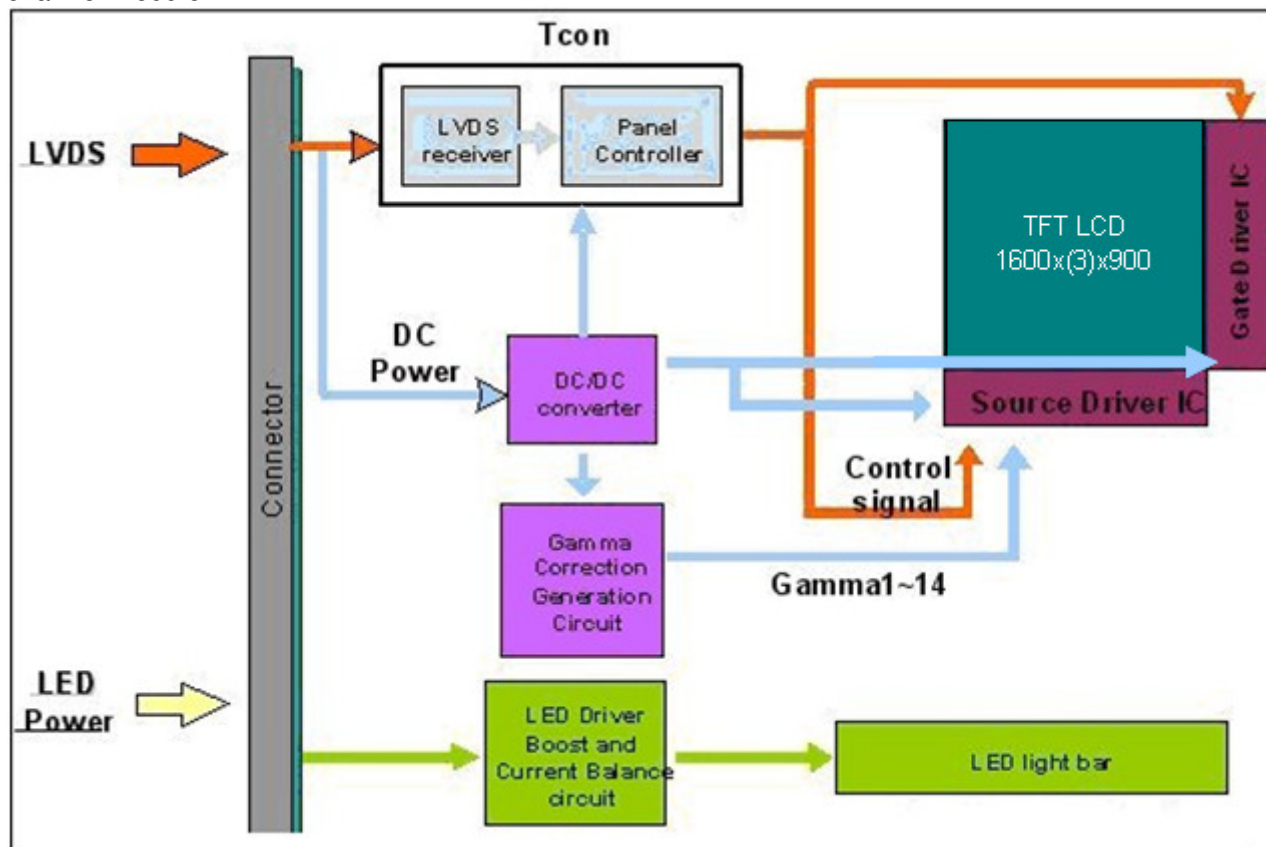 Tcon
LVDS
receiver
Panel
Controller
LVDS
TFT LCD
1600x(3)x900
Gate Driver IC
DC
Power
DC/DC
converter
Source Driver IC
Connector
Control
signal
Gamma
Correction
Generation
Circuit
Gamma1~14
LED
Power
LED Driver
Boost and
Current Balance
circuit
LED light bar